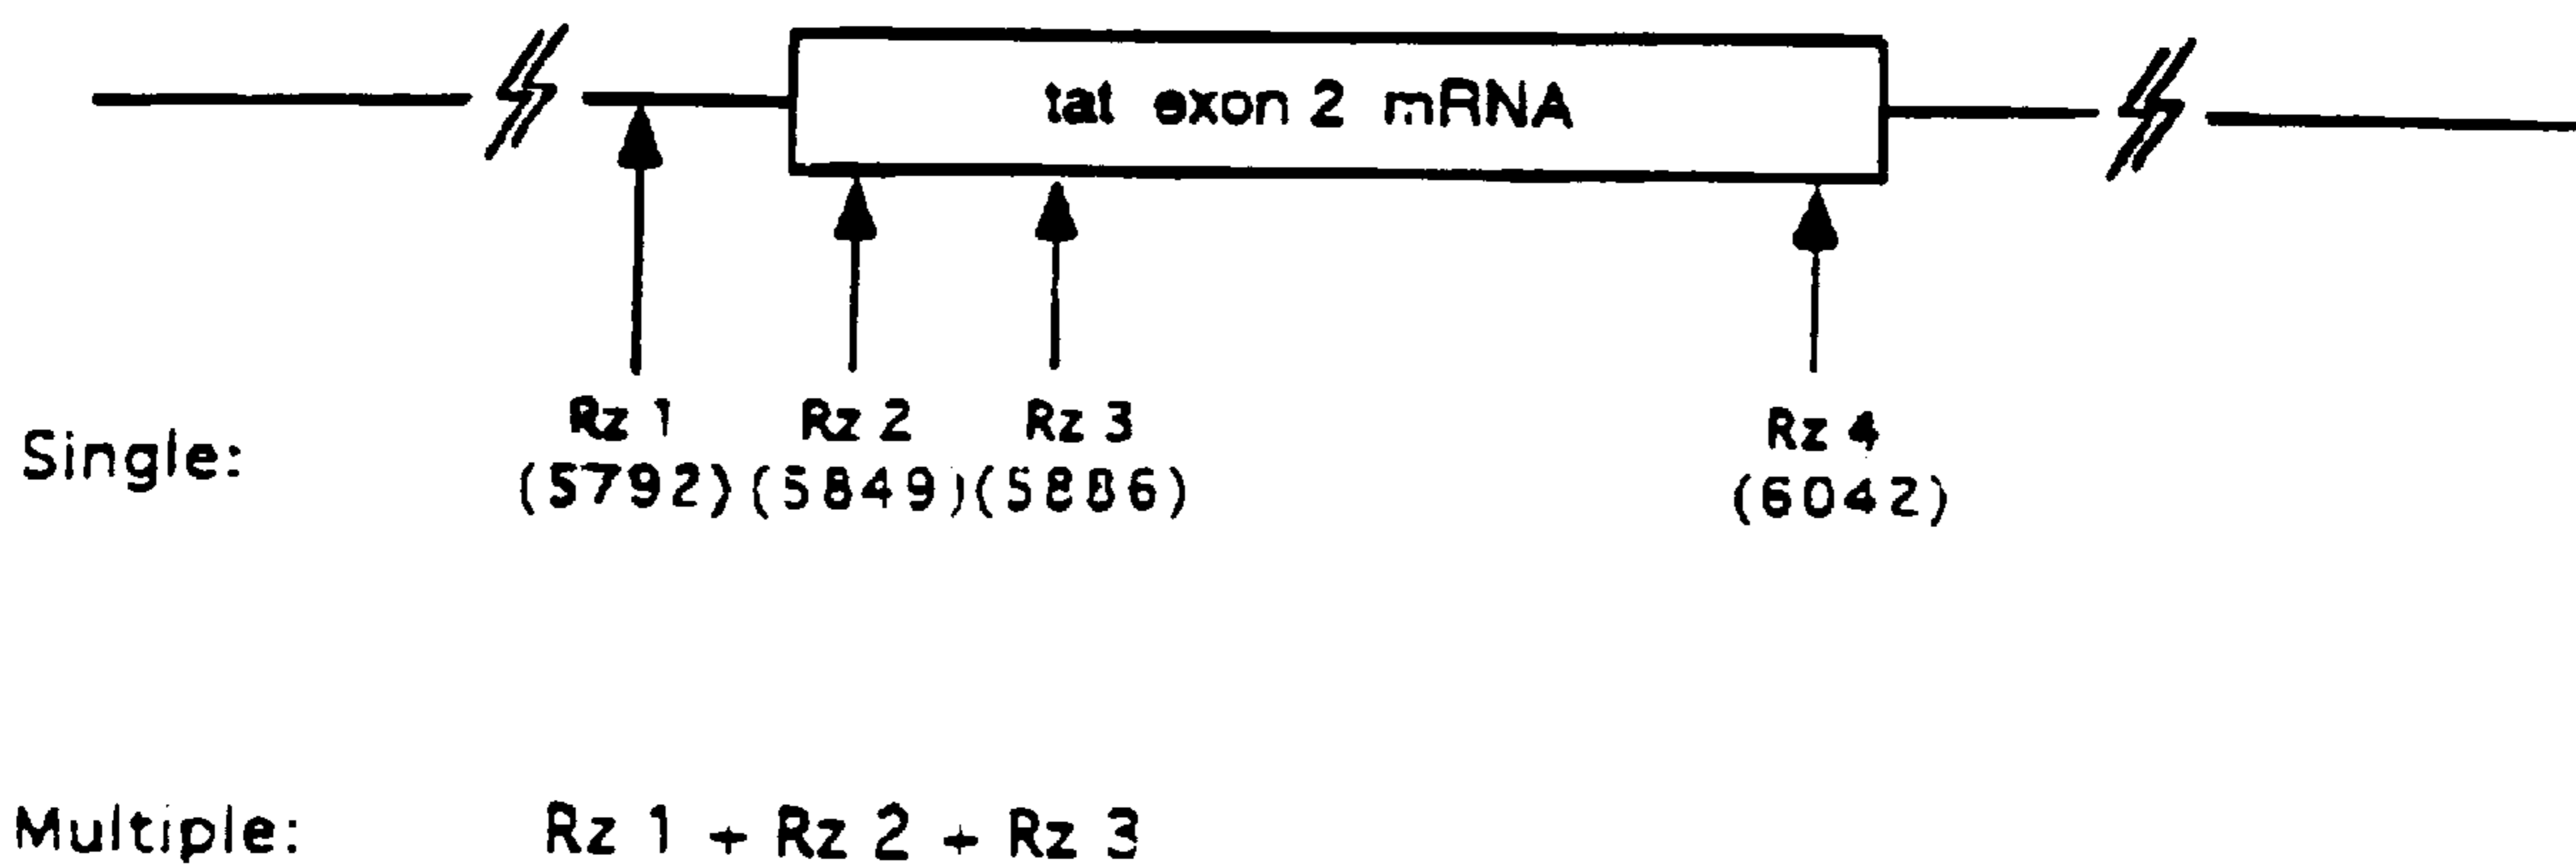 tat exon 2 mRNA
Rz 1 Rz 2 Rz 3 Rz 4
Single: (5792) (5849) (5886) (6042)
Multiple: Rz 1 + Rz 2 + Rz 3